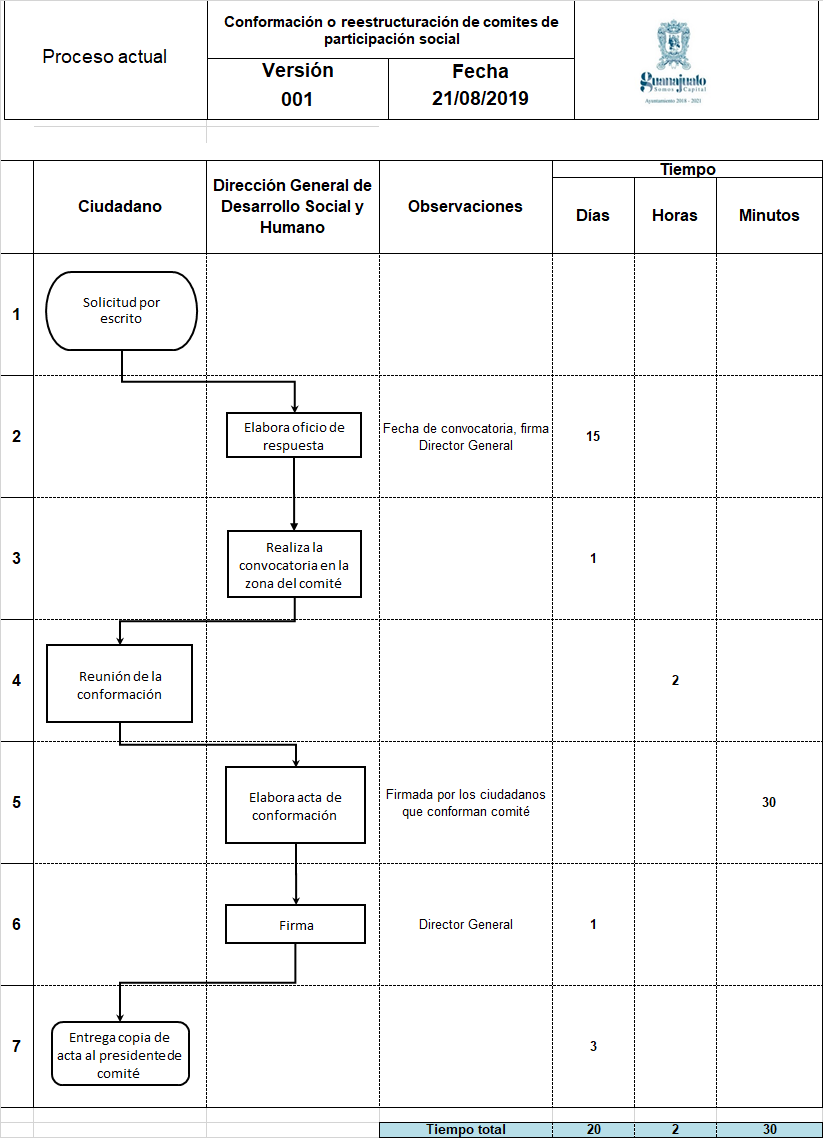 Proceso actual
Conformación o reestructuración de comites de
participación social
Versión
001
Fecha
21/08/2019
Guanajuato
Somos Capital
Ayuntamiento 2018 - 2021
Ciudadano
Dirección General de
Desarrollo Social y
Humano
Observaciones
Tiempo
Días
Horas
Minutos
1
Solicitud por
escrito
2
Elabora oficio de
respuesta
Fecha de convocatoria, firma
Director General
15
3
Realiza la
convocatoria en la
zona del comité
1
4
Reunión de la
conformación
2
5
Elabora acta de
conformación
Firmada por los ciudadanos
que conforman comité
30
6
Firma
Director General
1
7
Entrega copia de
acta al presidente de
comité
3
Tiempo total
20
2
30